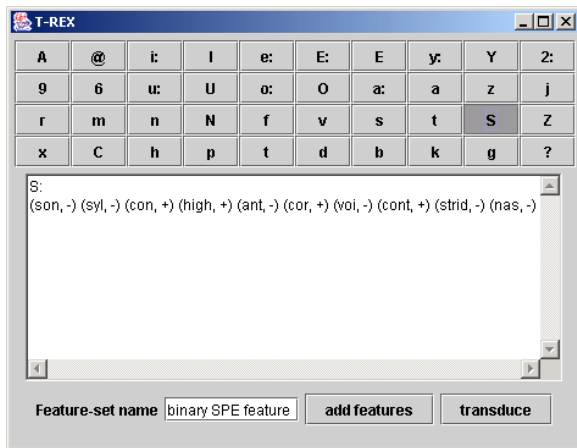 T-REX
A @ i: I e: E: E y: Y 2:
9 6 u: U o: O a: a z j
r m n N f v s t S Z
x C h p t d b k g ?
S:
(son, -) (syl, -) (con, +) (high, +) (ant, -) (cor, +) (voi, -) (cont, +) (strid, -) (nas, -)
Feature-set name binary SPE feature add features transduce